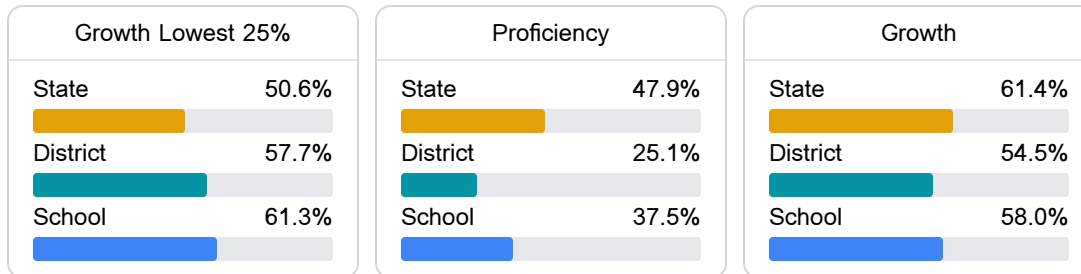 Growth Lowest 25%
State 50.6%
District 57.7%
School 61.3%
Proficiency
State 47.9%
District 25.1%
School 37.5%
Growth
State 61.4%
District 54.5%
School 58.0%